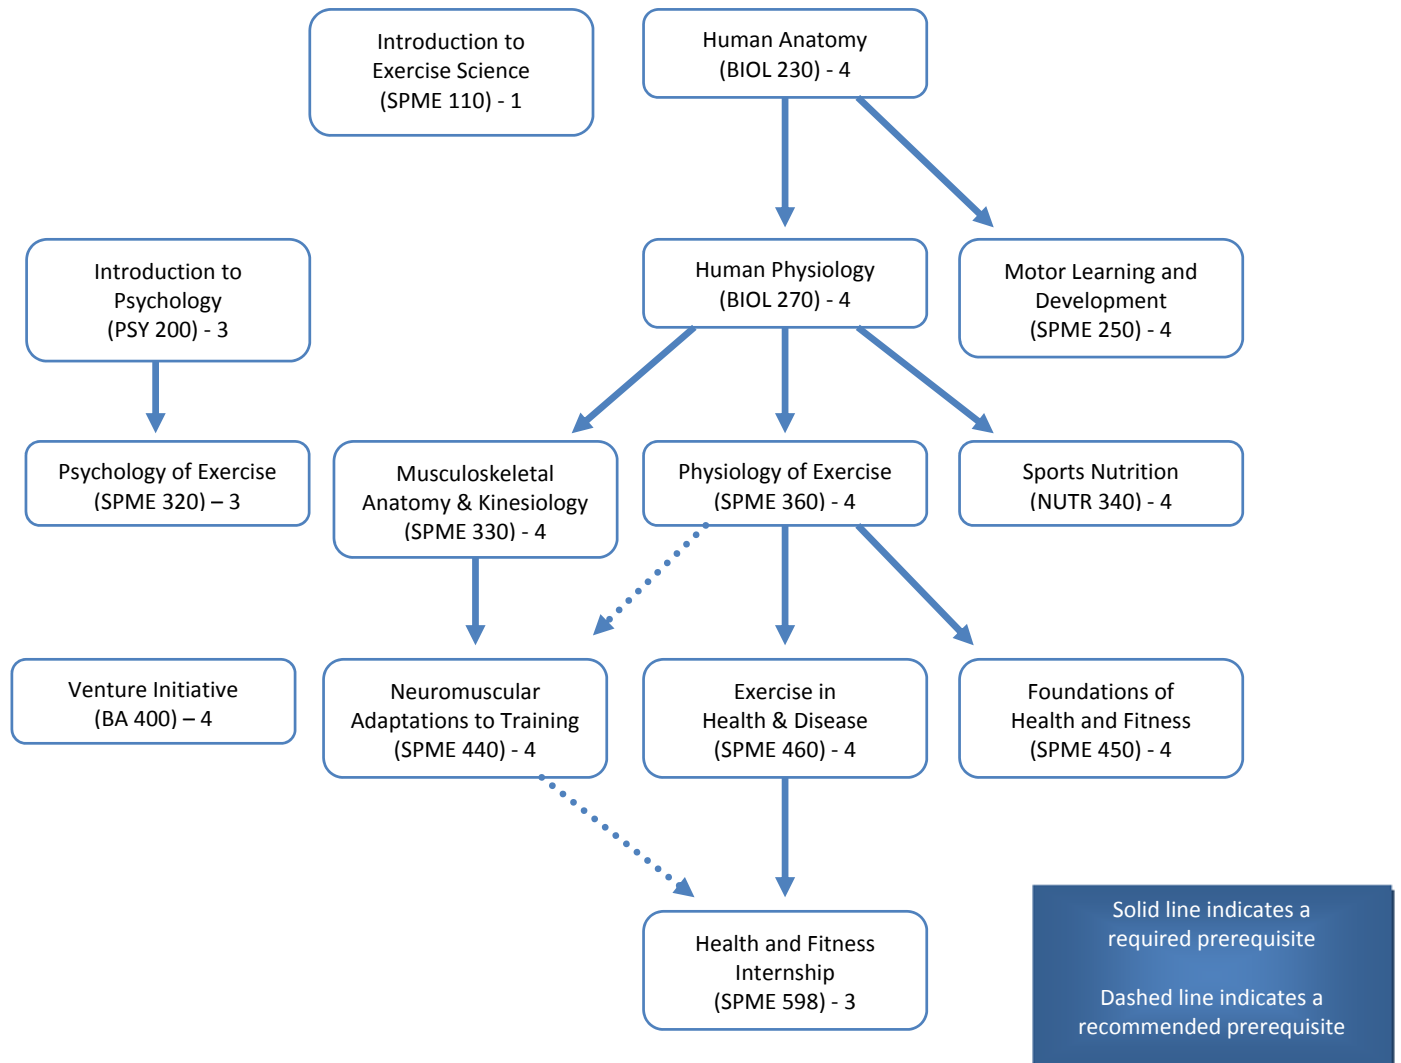 Introduction to
Exercise Science
(SPME 110) - 1
Human Anatomy
(BIOL 230) - 4
Introduction to
Psychology
(PSY 200) - 3
Human Physiology
(BIOL 270) - 4
Motor Learning and
Development
(SPME 250) - 4
Psychology of Exercise
(SPME 320) – 3
Musculoskeletal
Anatomy & Kinesiology
(SPME 330) - 4
Physiology of Exercise
(SPME 360) - 4
Sports Nutrition
(NUTR 340) - 4
Venture Initiative
(BA 400) – 4
Neuromuscular
Adaptations to Training
(SPME 440) - 4
Exercise in
Health & Disease
(SPME 460) - 4
Foundations of
Health and Fitness
(SPME 450) - 4
Health and Fitness
Internship
(SPME 598) - 3
Solid line indicates a
required prerequisite
Dashed line indicates a
recommended prerequisite